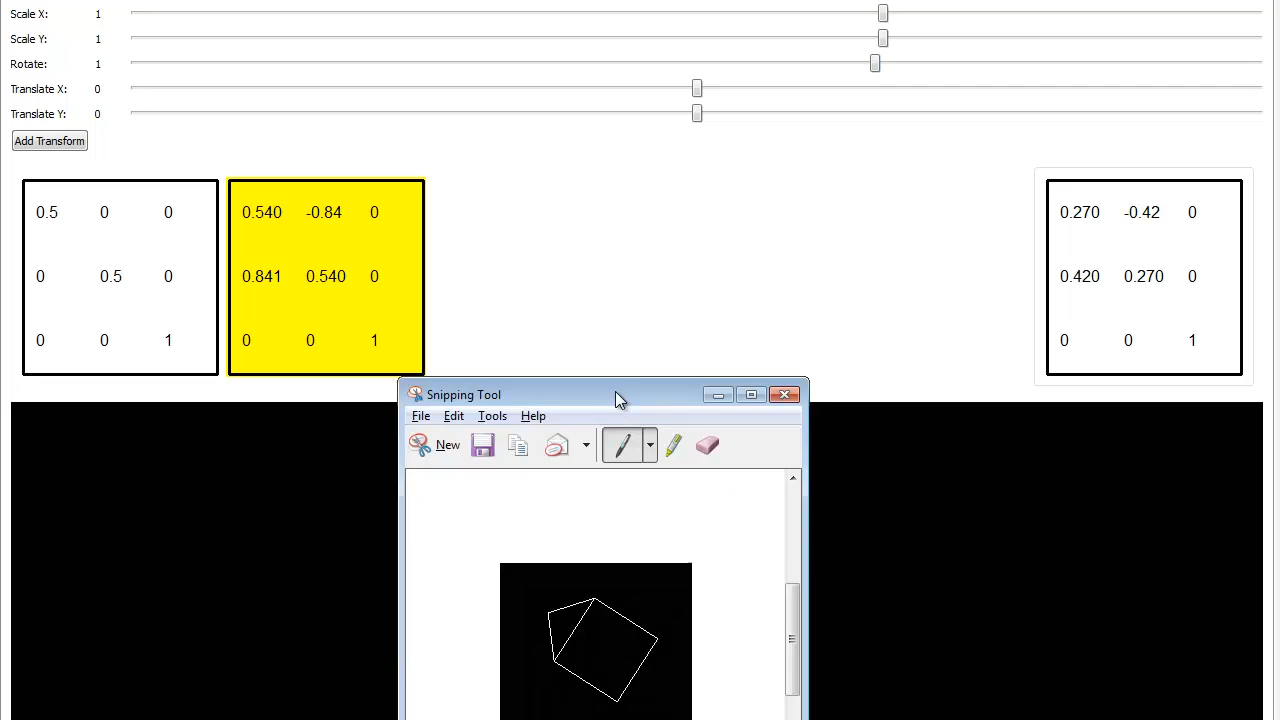 Scale X: 1
Scale Y: 1
Rotate: 1
Translate X: 0
Translate Y: 0
Add Transform
0.5 0 0
0 0.5 0
0 0 1
0.540 -0.84 0
0.841 0.540 0
0 0 1
0.270 -0.42 0
0.420 0.270 0
0 0 1
Snipping Tool
File Edit Tools Help
New